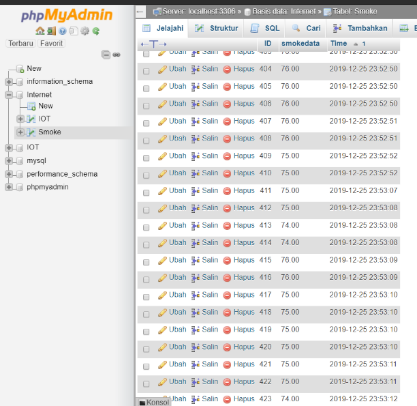 phpMyAdmin
Terbaru Favorit
New
information_schema
Internet
New
IOT
Smoke
IOT
mysql
performance_schema
phpmyadmin
Server: localhost:3306 » Basis data: Internet » Tabel: Smoke
Jelajahi Struktur SQL Cari Tambahkan
ID smokedata Time 1
Ubah Salin Hapus 403 75.00 2019-12-25 23:52:50
Ubah Salin Hapus 404 76.00 2019-12-25 23:52:50
Ubah Salin Hapus 405 76.00 2019-12-25 23:52:50
Ubah Salin Hapus 406 76.00 2019-12-25 23:52:50
Ubah Salin Hapus 407 76.00 2019-12-25 23:52:51
Ubah Salin Hapus 408 76.00 2019-12-25 23:52:51
Ubah Salin Hapus 409 75.00 2019-12-25 23:52:52
Ubah Salin Hapus 410 75.00 2019-12-25 23:52:52
Ubah Salin Hapus 411 75.00 2019-12-25 23:53:07
Ubah Salin Hapus 412 75.00 2019-12-25 23:53:08
Ubah Salin Hapus 413 74.00 2019-12-25 23:53:08
Ubah Salin Hapus 414 74.00 2019-12-25 23:53:08
Ubah Salin Hapus 415 76.00 2019-12-25 23:53:09
Ubah Salin Hapus 416 76.00 2019-12-25 23:53:09
Ubah Salin Hapus 417 75.00 2019-12-25 23:53:10
Ubah Salin Hapus 418 75.00 2019-12-25 23:53:10
Ubah Salin Hapus 419 75.00 2019-12-25 23:53:10
Ubah Salin Hapus 420 75.00 2019-12-25 23:53:10
Ubah Salin Hapus 421 75.00 2019-12-25 23:53:11
Ubah Salin Hapus 422 75.00 2019-12-25 23:53:11
Ubah Salin Hapus 423 74.00 2019-12-25 23:53:12
Konsol